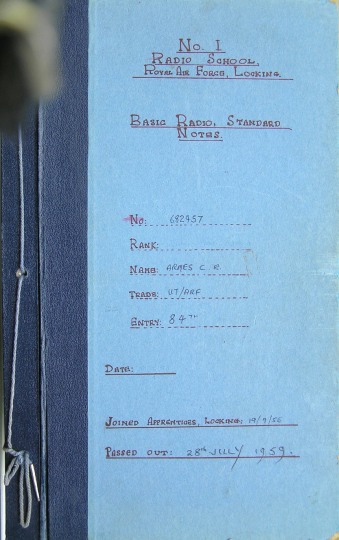 No. 1
Radio School,
Royal Air Force, Locking.
Basic Radio, Standard
Notes.
No: 682957
Rank:
Name: ARMES C. R.
Trade:
Entry: 84TH
Date:
Joined Apprentices, Locking: 19/9/56
Passed out: 28th JULY 1959.